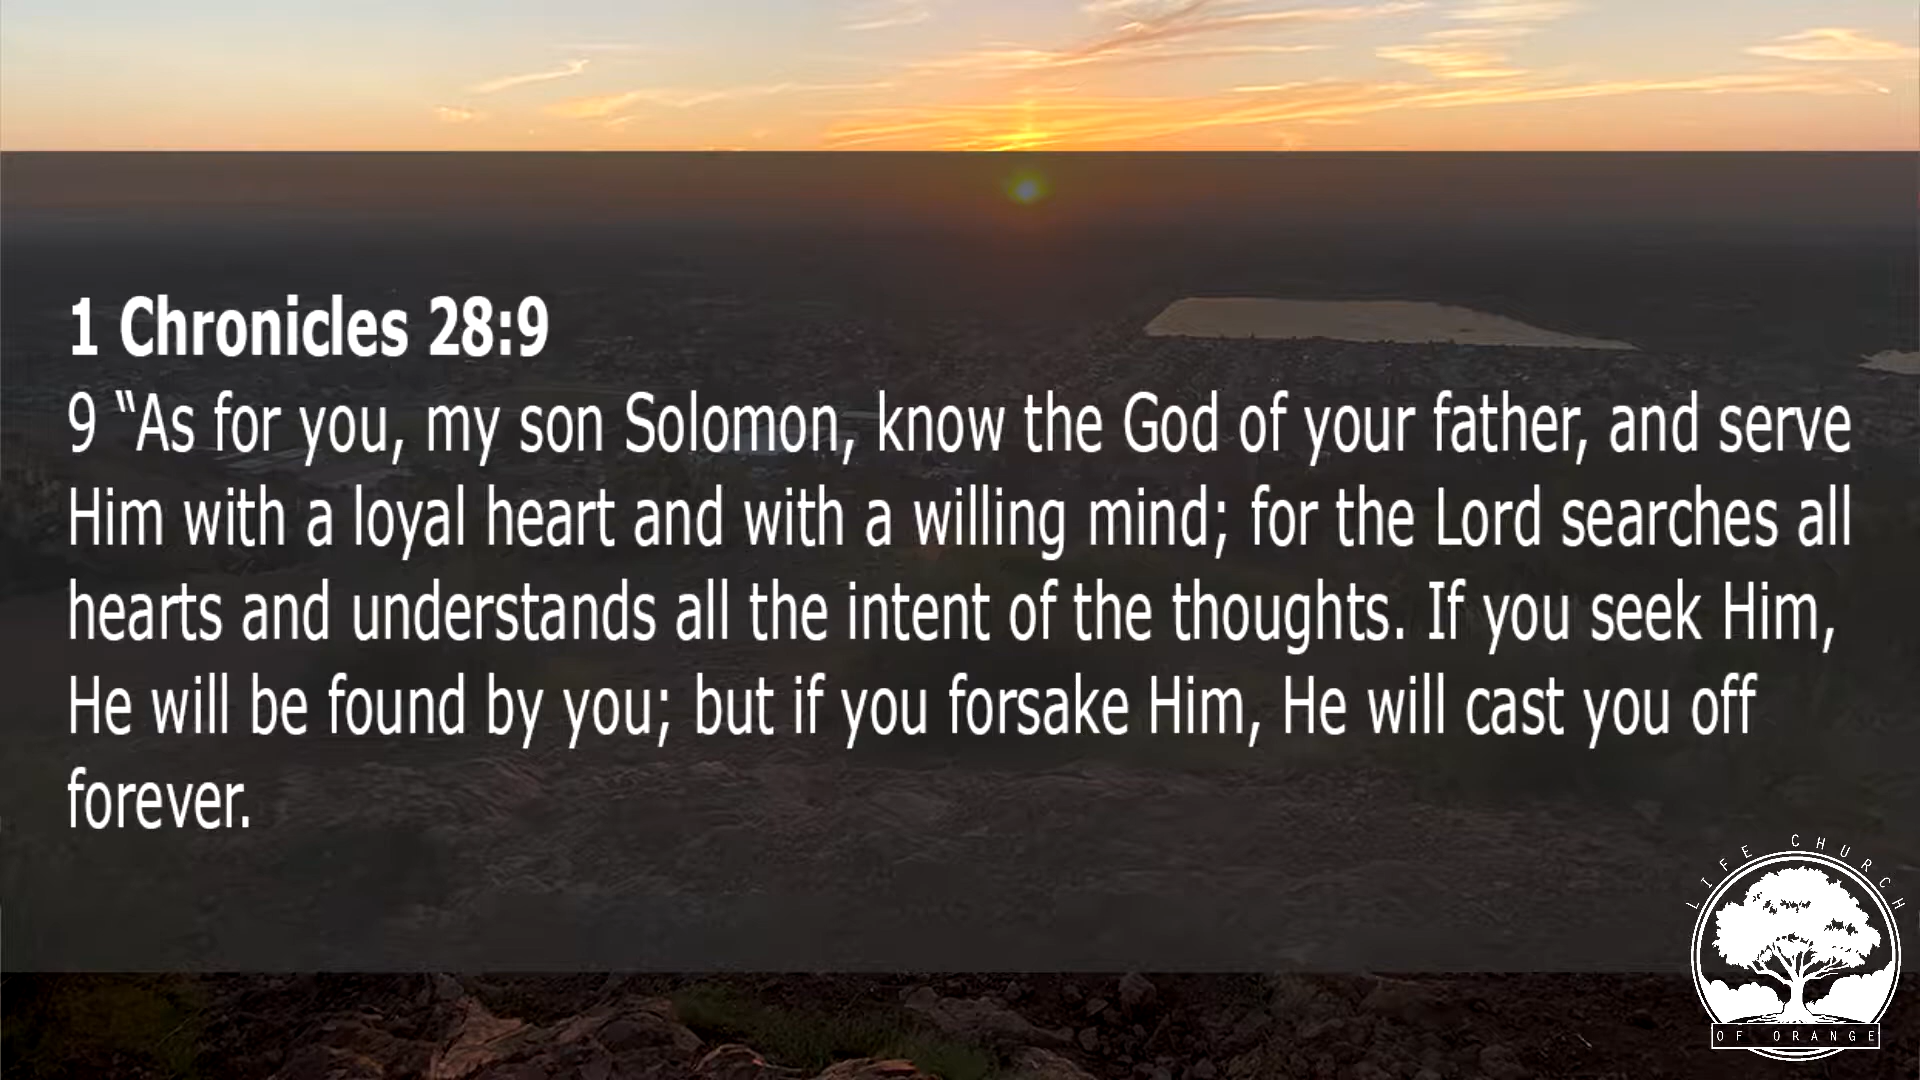 1 Chronicles 28:9
9 “As for you, my son Solomon, know the God of your father, and serve
Him with a loyal heart and with a willing mind; for the Lord searches all
hearts and understands all the intent of the thoughts. If you seek Him,
He will be found by you; but if you forsake Him, He will cast you off
forever.
LIFE CHURCH
OF ORANGE